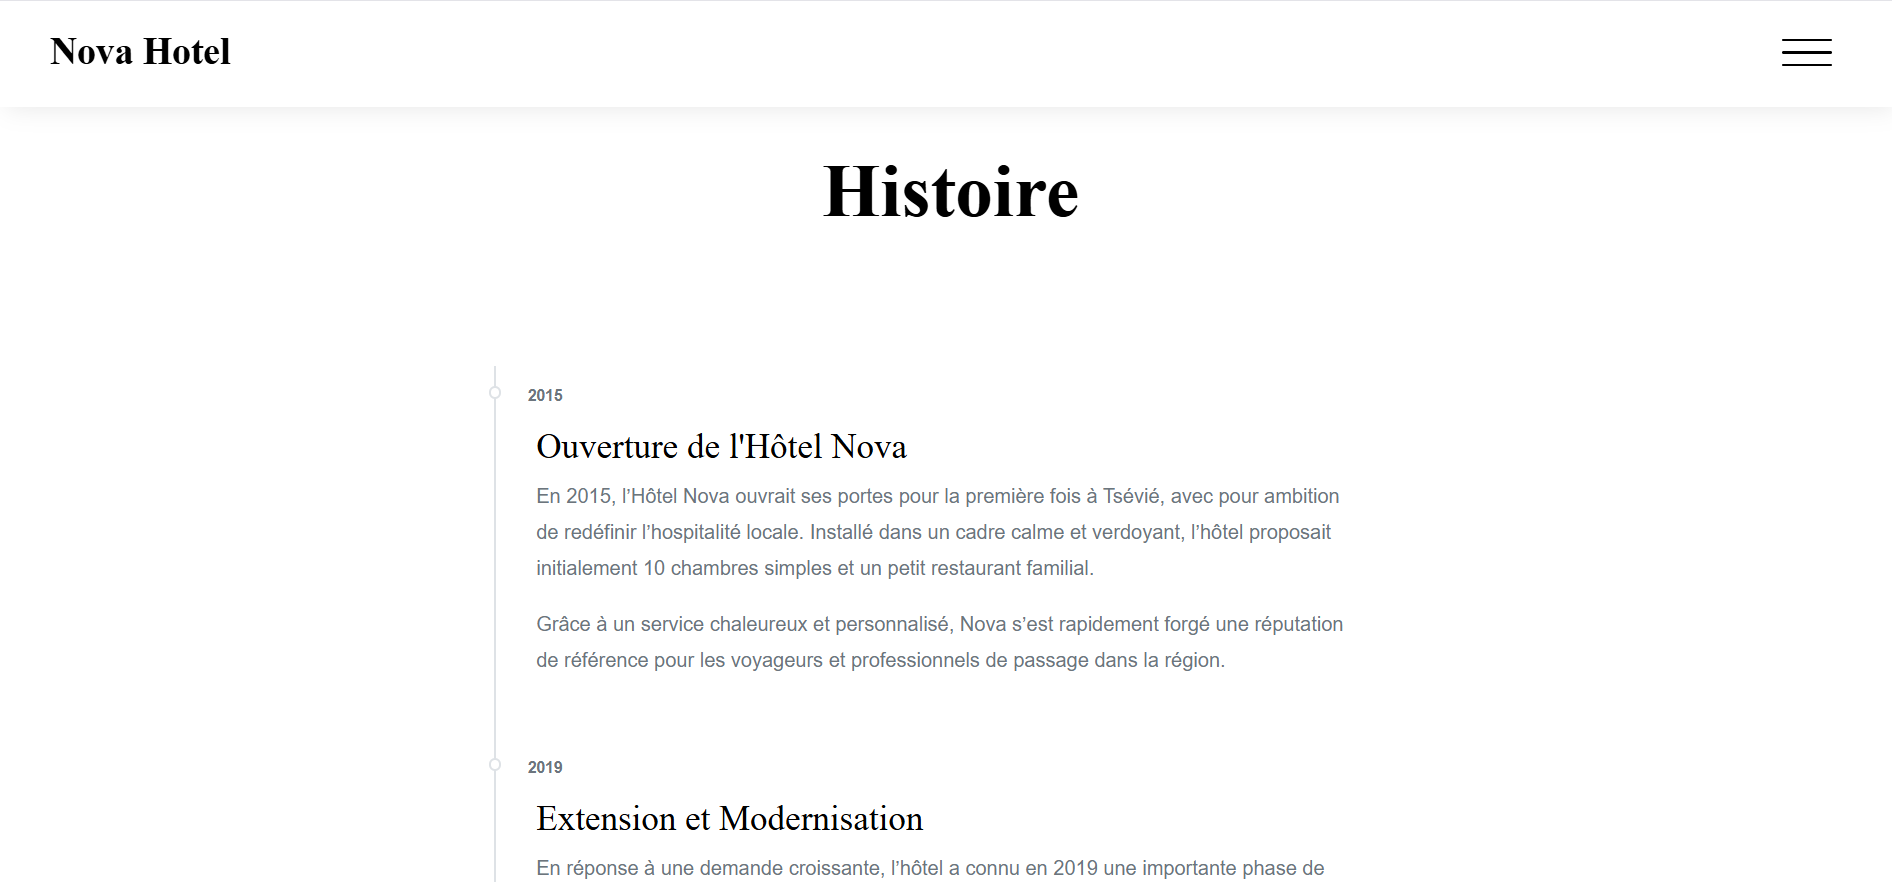 Nova Hotel
Histoire
2015
Ouverture de l'Hôtel Nova
En 2015, l’Hôtel Nova ouvrait ses portes pour la première fois à Tsévié, avec pour ambition
de redéfinir l’hospitalité locale. Installé dans un cadre calme et verdoyant, l’hôtel proposait
initialement 10 chambres simples et un petit restaurant familial.
Grâce à un service chaleureux et personnalisé, Nova s’est rapidement forgé une réputation
de référence pour les voyageurs et professionnels de passage dans la région.
2019
Extension et Modernisation
En réponse à une demande croissante, l’hôtel a connu en 2019 une importante phase de